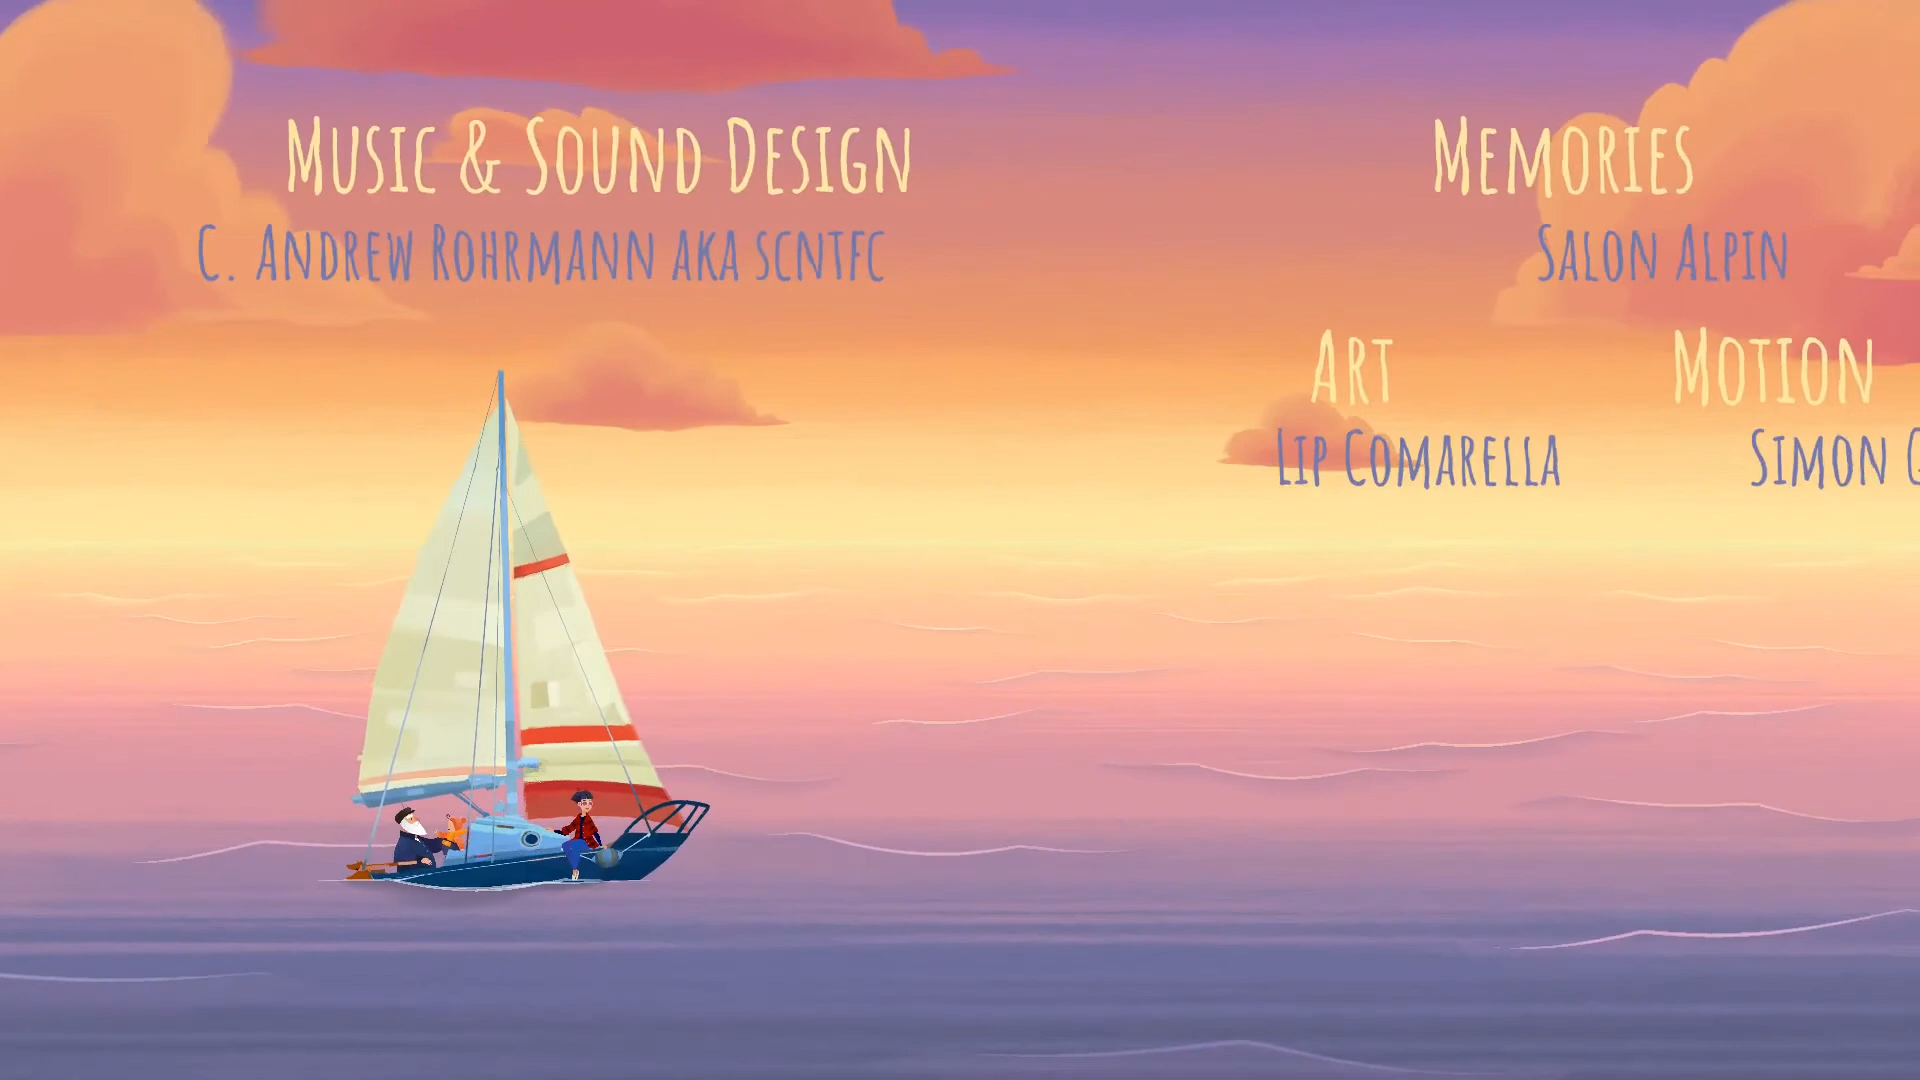 Music & Sound Design
C. Andrew Rohrmann aka scntfc
Memories
Salon Alpin
Art
Lip Comarella
Motion
Simon